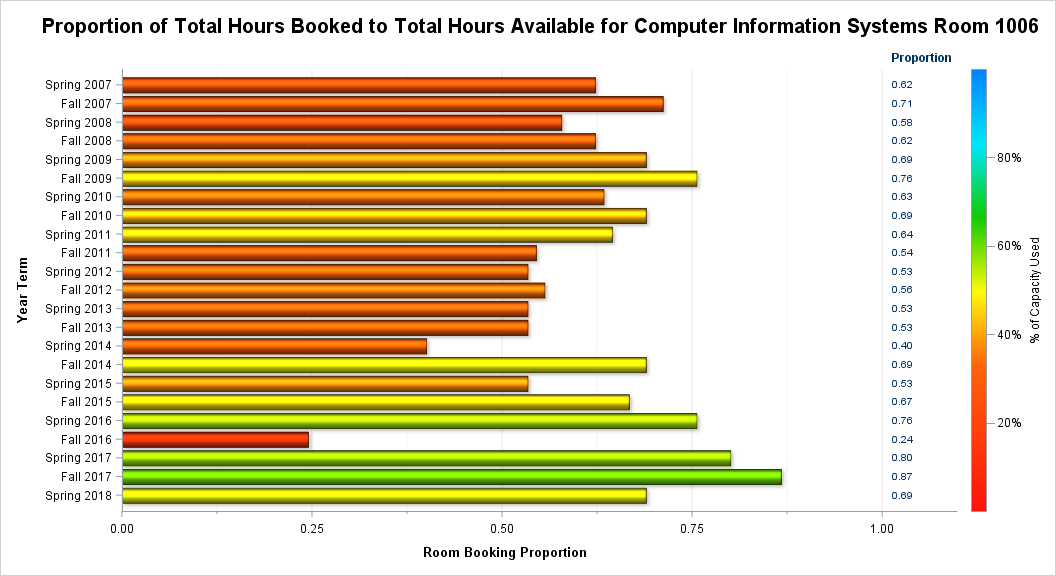 Proportion of Total Hours Booked to Total Hours Available for Computer Information Systems Room 1006
Proportion
Spring 2007 0.62
Fall 2007 0.71
Spring 2008 0.58
Fall 2008 0.62
Spring 2009 0.69
Fall 2009 0.76
Spring 2010 0.63
Fall 2010 0.69
Spring 2011 0.64
Fall 2011 0.54
Spring 2012 0.53
Fall 2012 0.56
Spring 2013 0.53
Fall 2013 0.53
Spring 2014 0.40
Fall 2014 0.69
Spring 2015 0.53
Fall 2015 0.67
Spring 2016 0.76
Fall 2016 0.24
Spring 2017 0.80
Fall 2017 0.87
Spring 2018 0.69
Year Term
80%
60%
40%
20%
% of Capacity Used
0.00 0.25 0.50 0.75 1.00
Room Booking Proportion